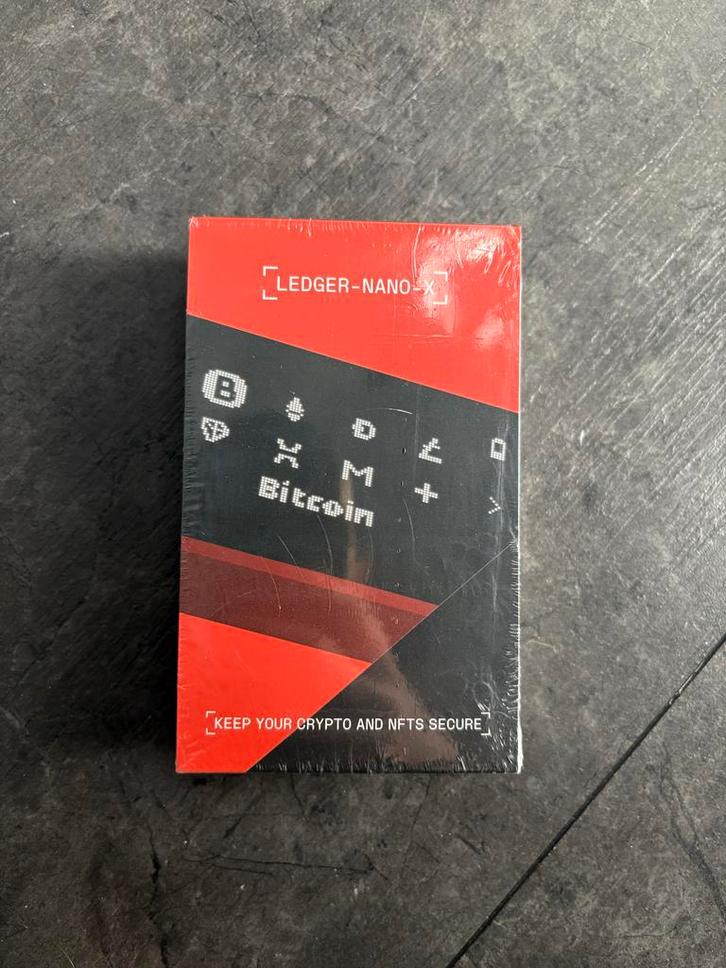 LEDGER-NANO-X
Bitcoin
KEEP YOUR CRYPTO AND NFTS SECURE